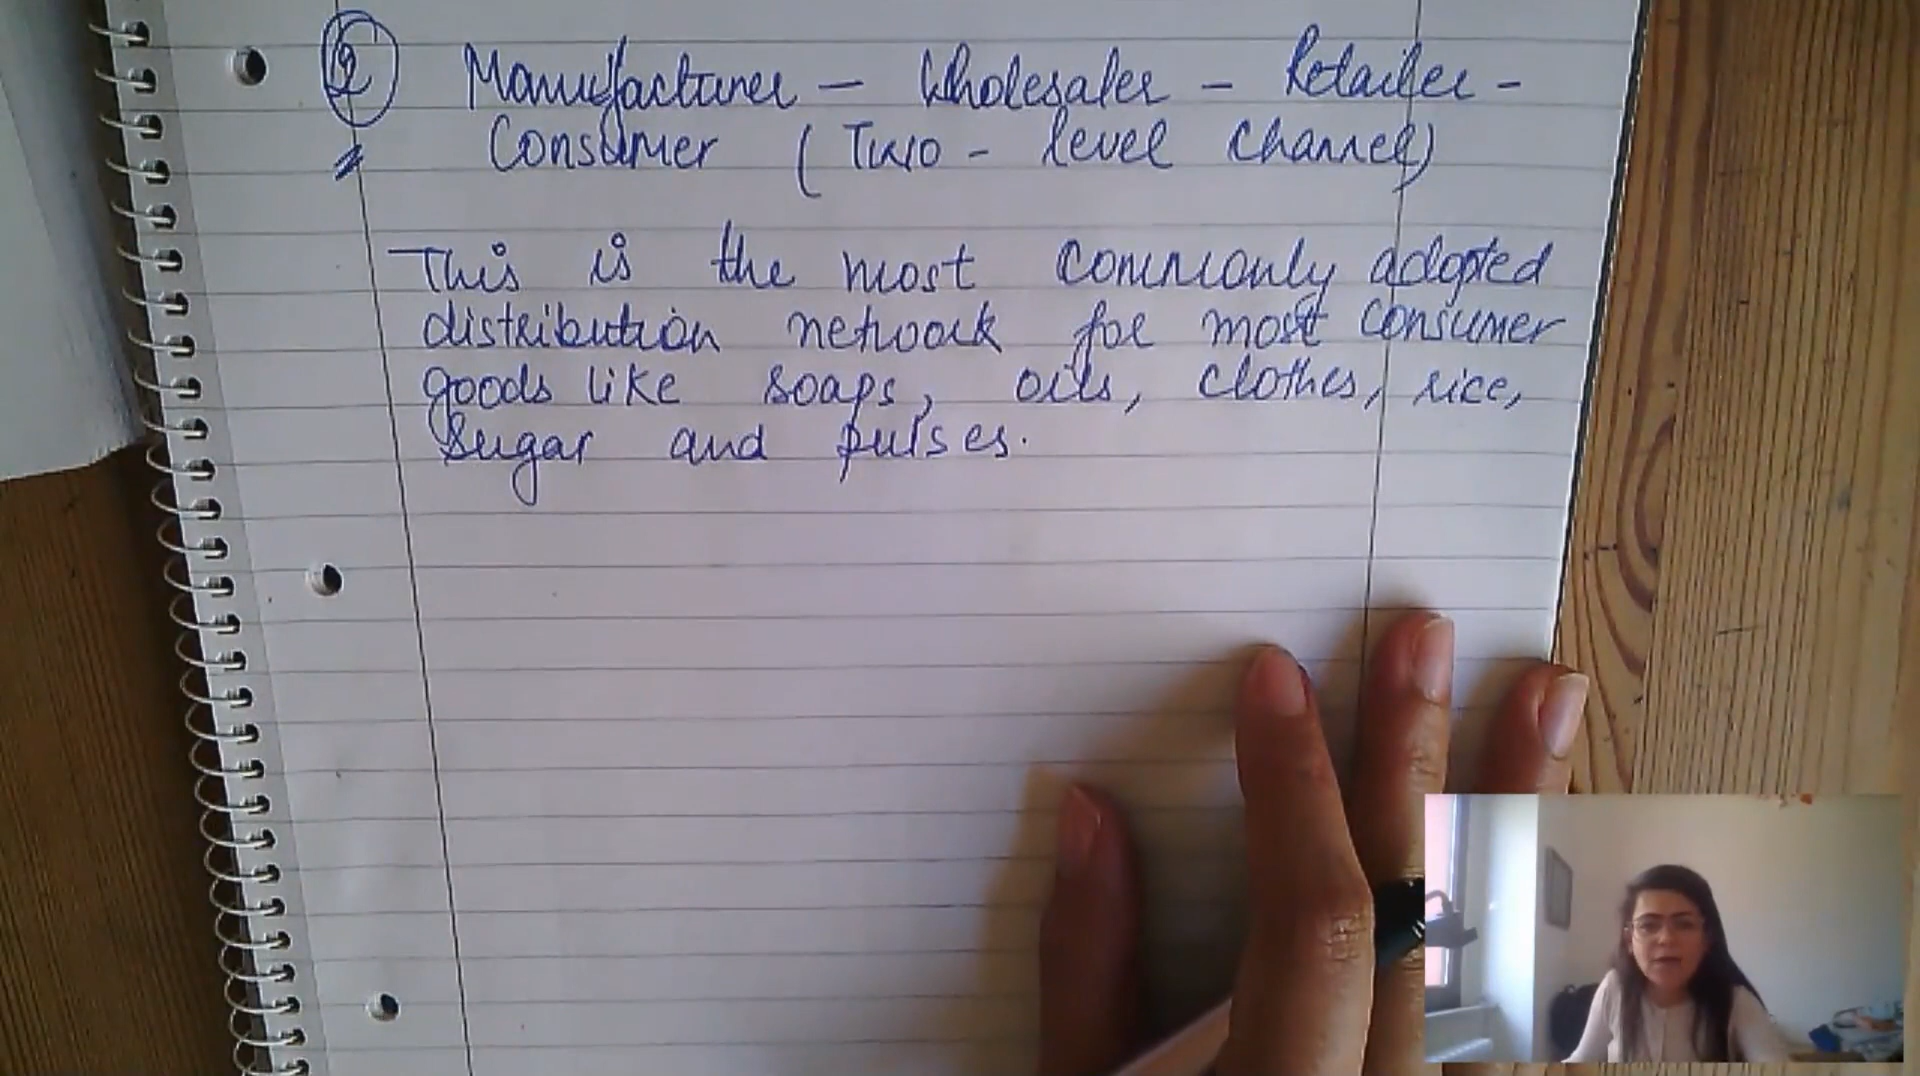 2 Manufacturer - Wholesaler - Retailer -
Consumer (Two - level channel)
This is the most commonly adopted
distribution network for most consumer
goods like soaps, oils, clothes, rice,
sugar and pulses.